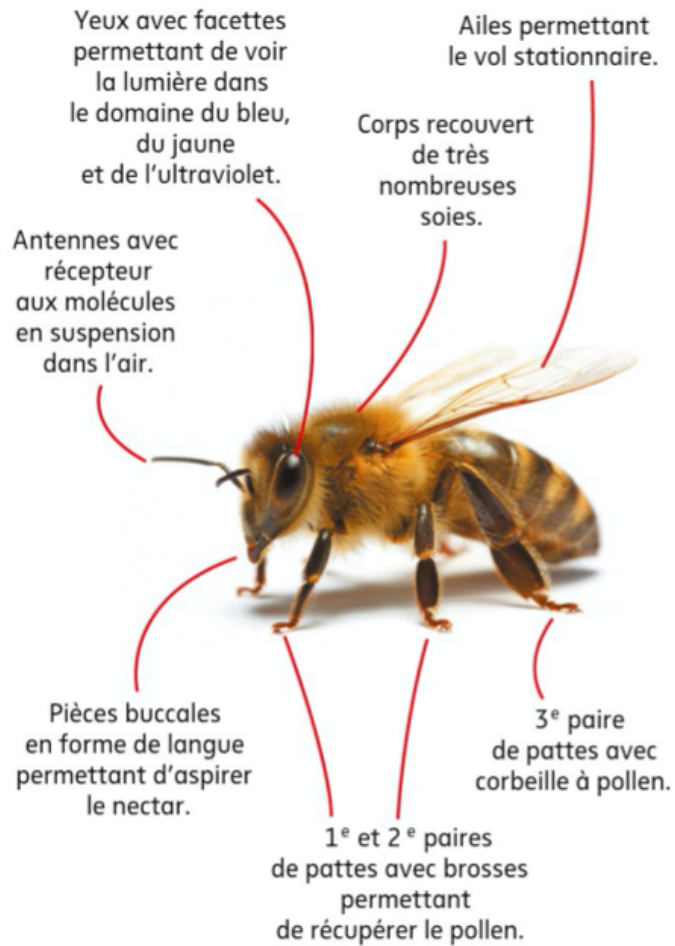 Yeux avec facettes
permettant de voir
la lumière dans
le domaine du bleu,
du jaune
et de l'ultraviolet.
Ailes permettant
le vol stationnaire.
Corps recouvert
de très
nombreuses
soies.
Antennes avec
récepteur
aux molécules
en suspension
dans l'air.
Pièces buccales
en forme de langue
permettant d'aspirer
le nectar.
3e paire
de pattes avec
corbeille à pollen.
1e et 2 e paires
de pattes avec brosses
permettant
de récupérer le pollen.